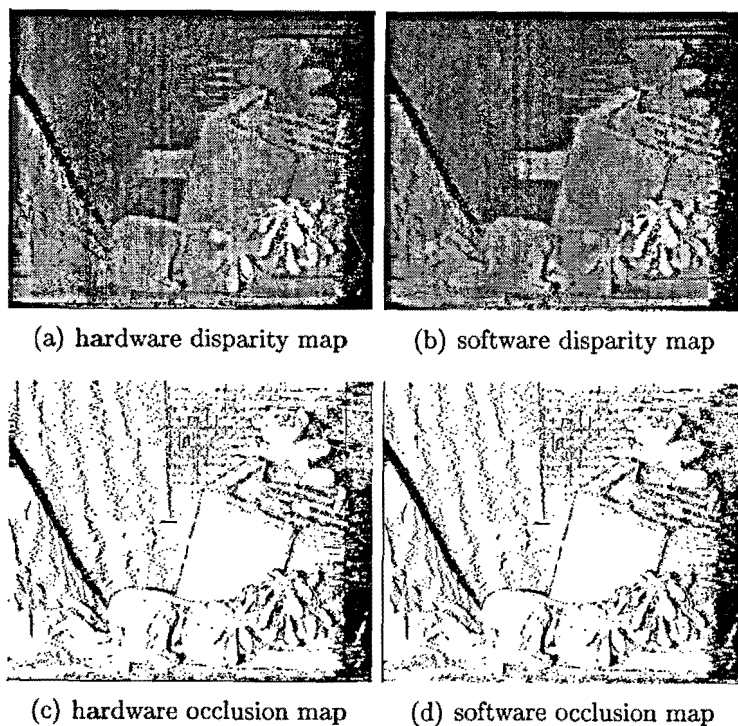 (a) hardware disparity map
(b) software disparity map
(c) hardware occlusion map
(d) software occlusion map